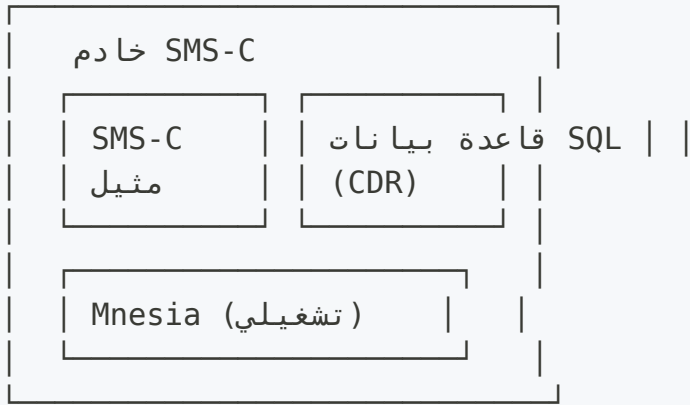 خادم SMS-C
SMS-C
مثيل
قاعدة بيانات SQL
(CDR)
Mnesia (تشغيلي)